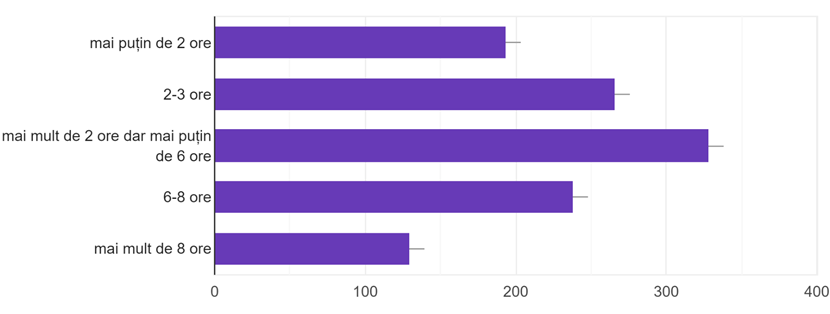 mai puțin de 2 ore
2-3 ore
mai mult de 2 ore dar mai puțin
de 6 ore
6-8 ore
mai mult de 8 ore
0
100
200
300
400